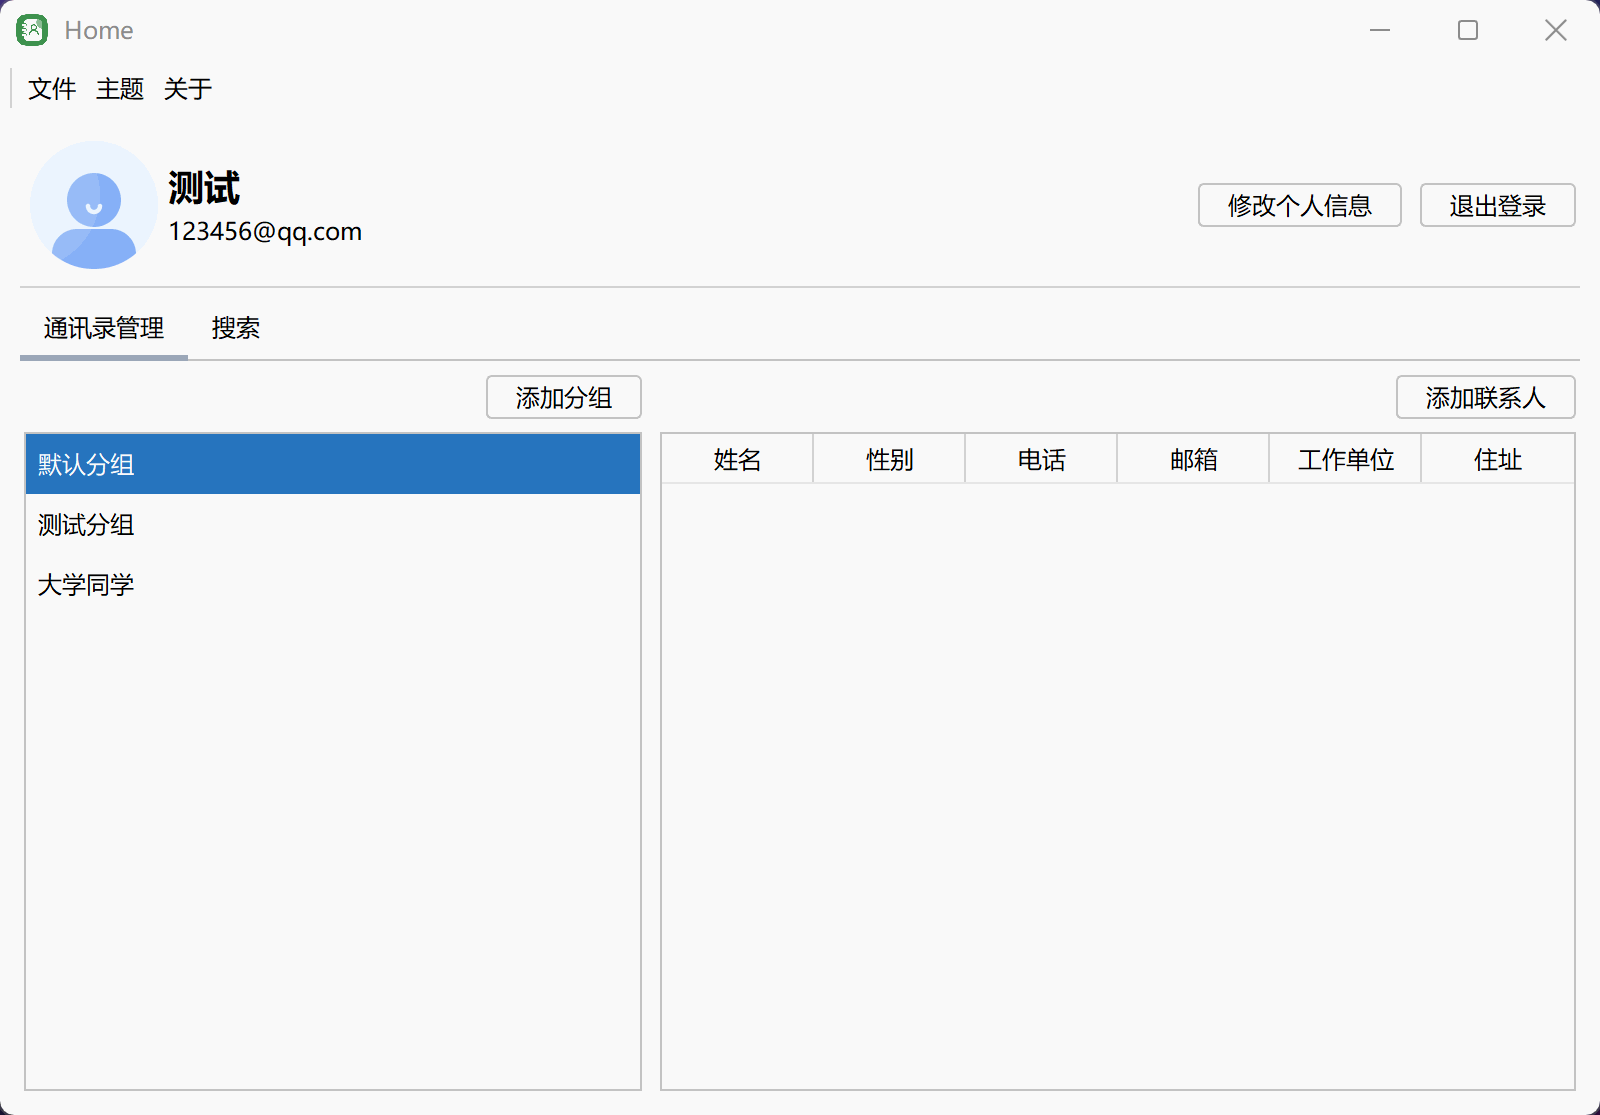 Home
文件 主题 关于
测试
123456@qq.com
修改个人信息 退出登录
通讯录管理 搜索
添加分组 添加联系人
默认分组
测试分组
大学同学
姓名 性别 电话 邮箱 工作单位 住址